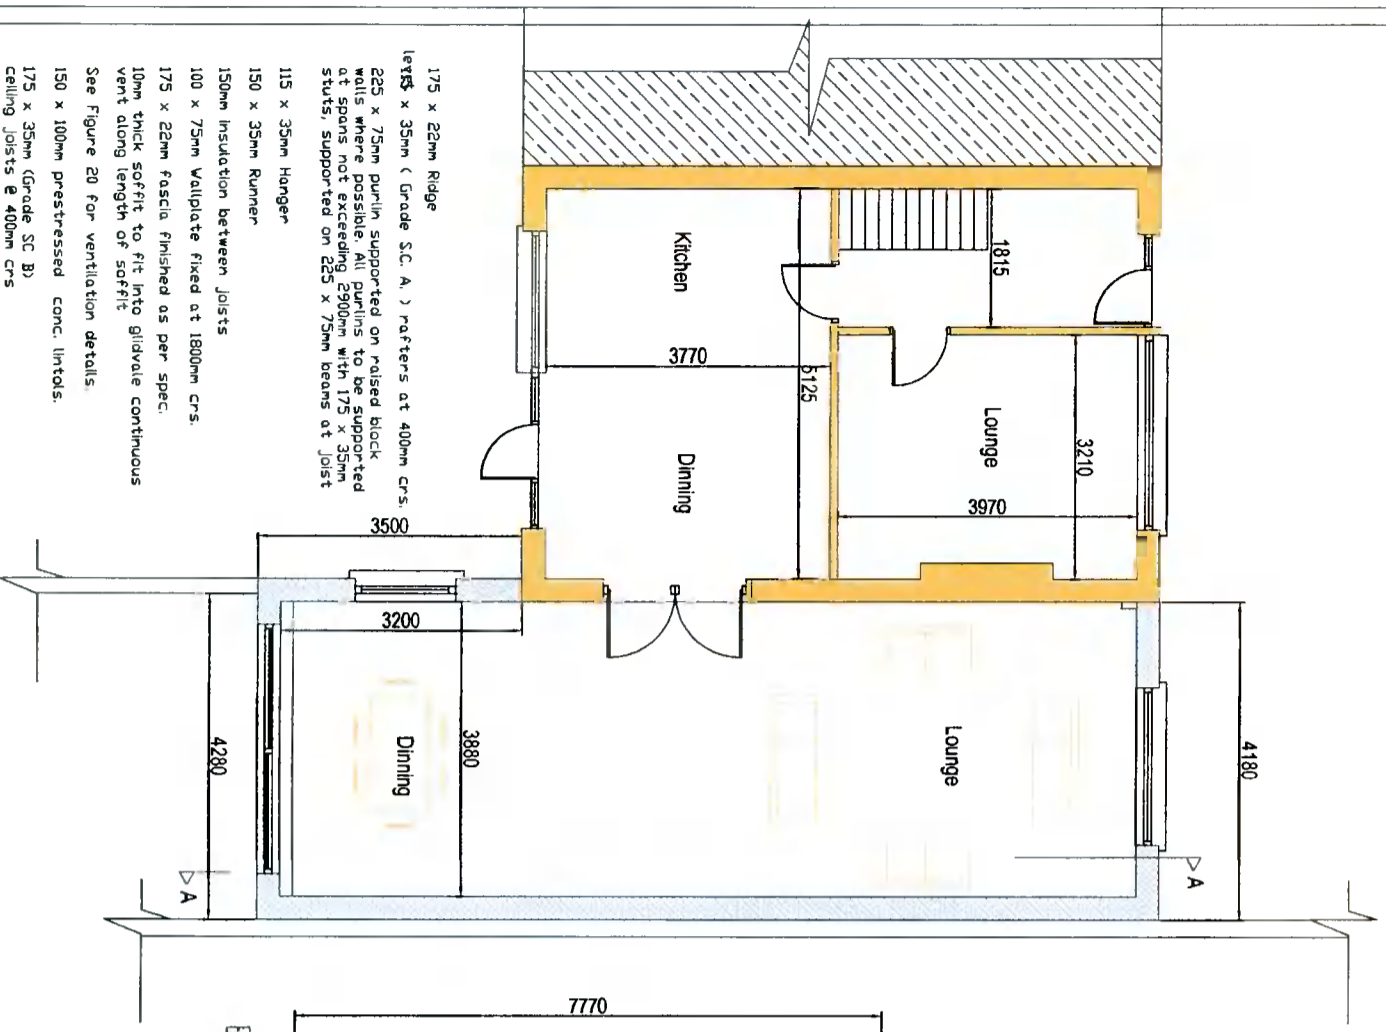 175 x 22mm Ridge
level
x 35mm ( Grade S.C. A. ) rafters at 400mm crs.
225 x 75mm purlin supported on raised block
walls where possible. All purlins to be supported
at spans not exceeding 2900mm with 175 x 35mm
stuts, supported on 225 x 75mm beams at joist
115 x 35mm Hanger
150 x 35mm Runner
150mm insulation between joists
100 x 75mm Wallplate fixed at 1800mm crs.
175 x 22mm fascia finished as per spec.
10mm thick soffit to fit into glidvale continuous
vent along length of soffit
See Figure 20 for ventilation details.
150 x 100mm prestressed conc. lintols.
175 x 35mm (Grade SC B)
ceiling joists @ 400mm crs
Kitchen
1815
3770
5125
Lounge
3210
3970
Dinning
3500
3200
Dinning
3880
4280
Lounge
4180
A
A
7770